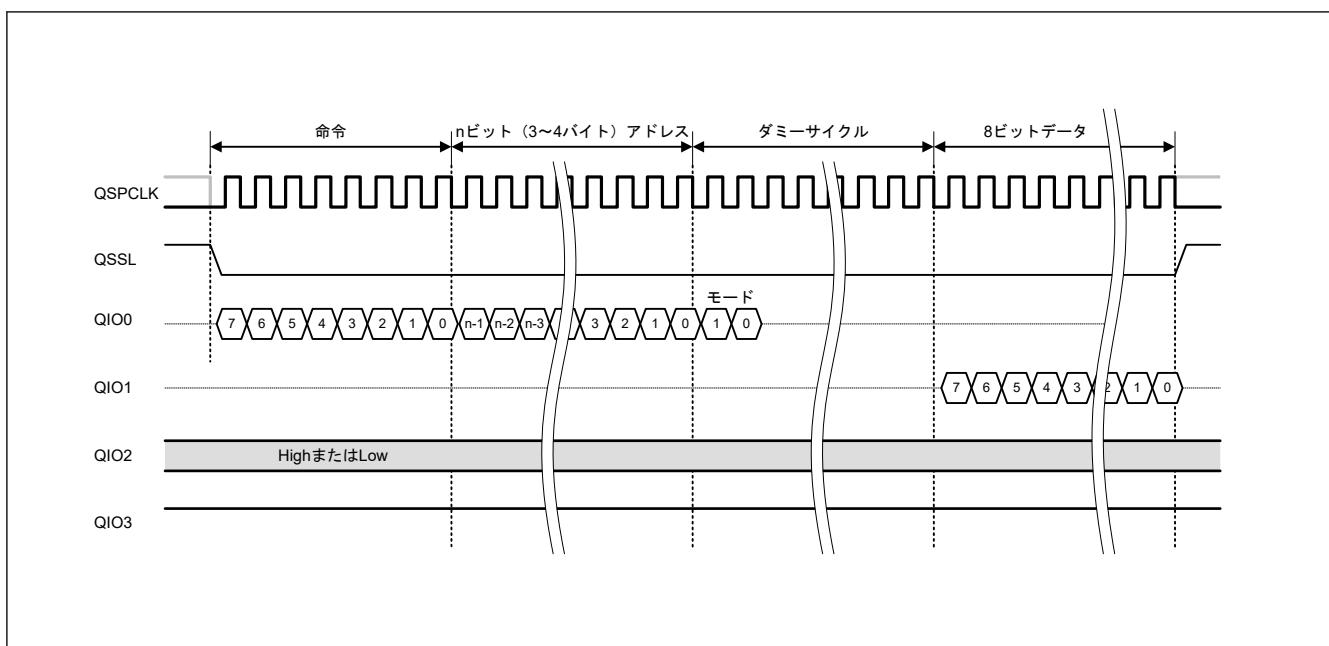 命令 nビット（3～4バイト）アドレス ダミーサイクル 8ビットデータ
QSPCLK
QSSL
モード
QIO0 7 6 5 4 3 2 1 0 n-1 n-2 n-3 3 2 1 0 1 0
QIO1 7 6 5 4 3 2 1 0
QIO2 HighまたはLow
QIO3